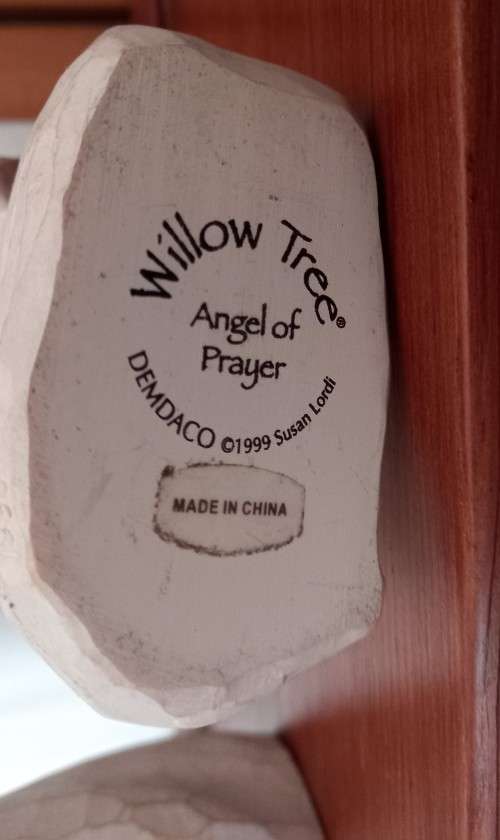 Willow Tree®
Angel of
Prayer
DEMDACO ©1999 Susan Lordi
MADE IN CHINA